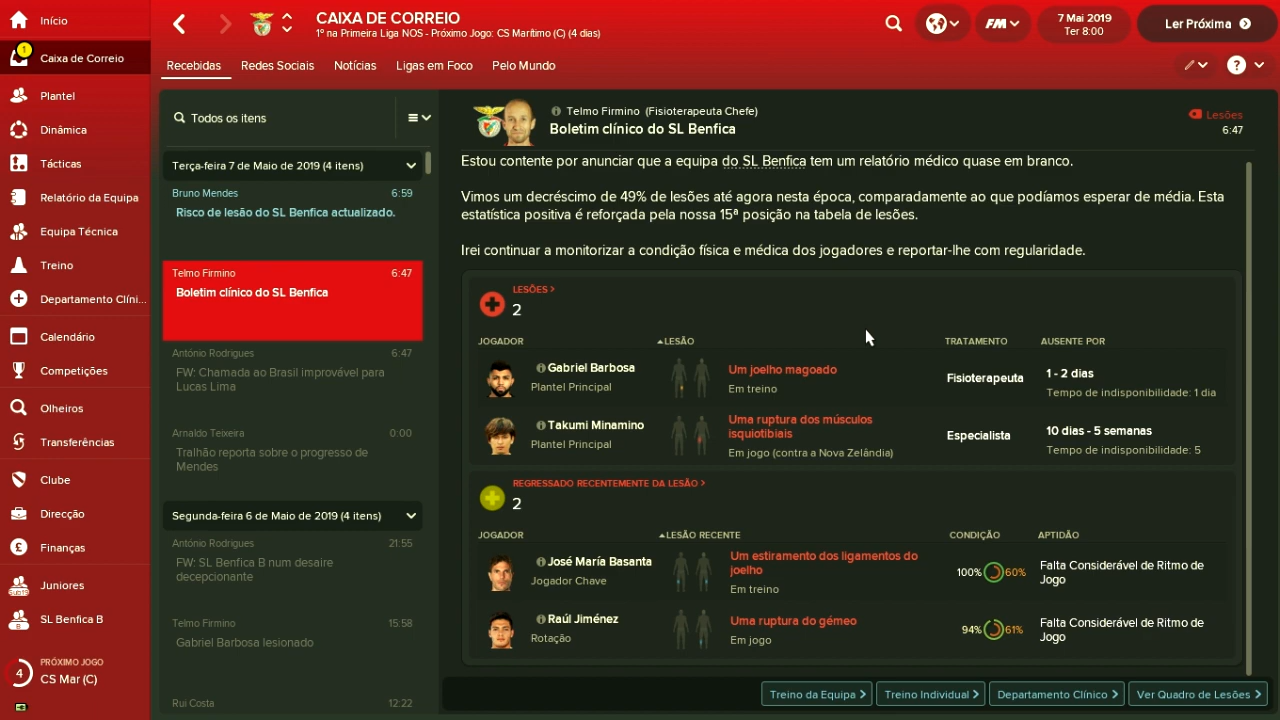 Início
Caixa de Correio
1
Plantel
Dinâmica
Tácticas
Relatório da Equipa
Equipa Técnica
Treino
Departamento Clíni...
Calendário
Competições
Olheiros
Transferências
Clube
Direcção
Finanças
Juniores
Sub19
SL Benfica B
B
PRÓXIMO JOGO
4
CS Mar (C)
CAIXA DE CORREIO
1º na Primeira Liga NOS - Próximo Jogo: CS Marítimo (C) (4 dias)
FM
7 Mai 2019
Ter 8:00
Ler Próxima
Recebidas
Redes Sociais
Notícias
Ligas em Foco
Pelo Mundo
?
Todos os itens
Terça-feira 7 de Maio de 2019 (4 itens)
Bruno Mendes 6:59
Risco de lesão do SL Benfica actualizado.
Telmo Firmino 6:47
Boletim clínico do SL Benfica
António Rodrigues 6:47
FW: Chamada ao Brasil improvável para
Lucas Lima
Arnaldo Teixeira 0:00
Tralhão reporta sobre o progresso de
Mendes
Segunda-feira 6 de Maio de 2019 (4 itens)
António Rodrigues 21:55
FW: SL Benfica B num desaire
decepcionante
Telmo Firmino 15:58
Gabriel Barbosa lesionado
Rui Costa 12:22
Telmo Firmino (Fisioterapeuta Chefe)
Boletim clínico do SL Benfica
Lesões
6:47
Estou contente por anunciar que a equipa do SL Benfica tem um relatório médico quase em branco.
Vimos um decréscimo de 49% de lesões até agora nesta época, comparadamente ao que podíamos esperar de média. Esta
estatística positiva é reforçada pela nossa 15ª posição na tabela de lesões.
Irei continuar a monitorizar a condição física e médica dos jogadores e reportar-lhe com regularidade.
LESÕES >
2
JOGADOR LESÃO TRATAMENTO AUSENTE POR
Gabriel Barbosa
Plantel Principal
Um joelho magoado
Em treino
Fisioterapeuta
1 - 2 dias
Tempo de indisponibilidade: 1 dia
Takumi Minamino
Plantel Principal
Uma ruptura dos músculos
isquiotibiais
Em jogo (contra a Nova Zelândia)
Especialista
10 dias - 5 semanas
Tempo de indisponibilidade: 5
REGRESSADO RECENTEMENTE DA LESÃO >
2
JOGADOR LESÃO RECENTE CONDIÇÃO APTIDÃO
José María Basanta
Jogador Chave
Um estiramento dos ligamentos do
joelho
Em treino
100% 60%
Falta Considerável de Ritmo de
Jogo
Raúl Jiménez
Rotação
Uma ruptura do gémeo
Em jogo
94% 61%
Falta Considerável de Ritmo de
Jogo
Treino da Equipa >
Treino Individual >
Departamento Clínico >
Ver Quadro de Lesões >